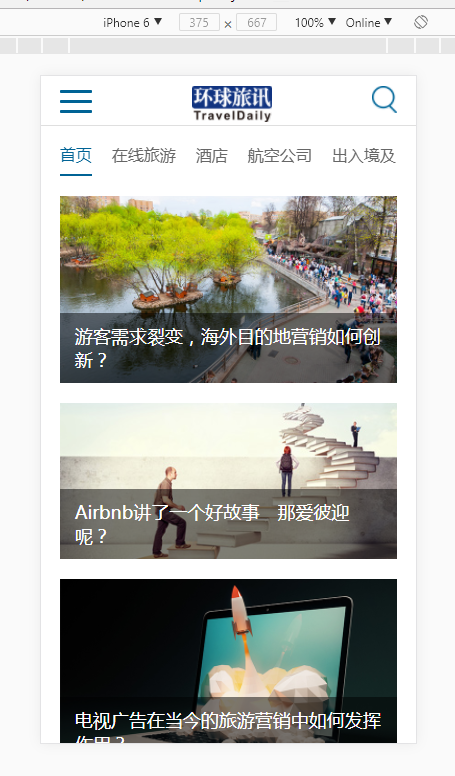 iPhone 6 ▼ 375 × 667 100% ▼ Online ▼
环球旅讯
TravelDaily
首页 在线旅游 酒店 航空公司 出入境及
游客需求裂变，海外目的地营销如何创
新？
Airbnb讲了一个好故事 那爱彼迎
呢？
电视广告在当今的旅游营销中如何发挥
作用？